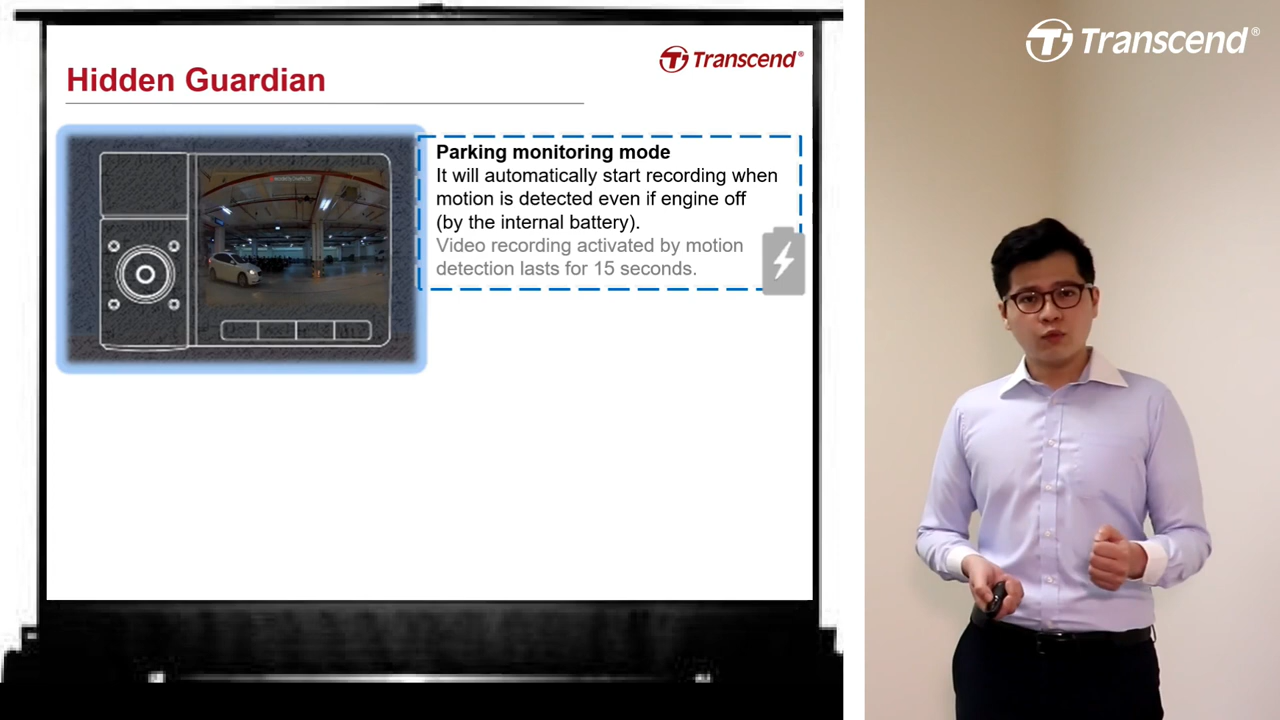 Transcend®
Hidden Guardian
Parking monitoring mode
It will automatically start recording when
motion is detected even if engine off
(by the internal battery).
Video recording activated by motion
detection lasts for 15 seconds.
Transcend®